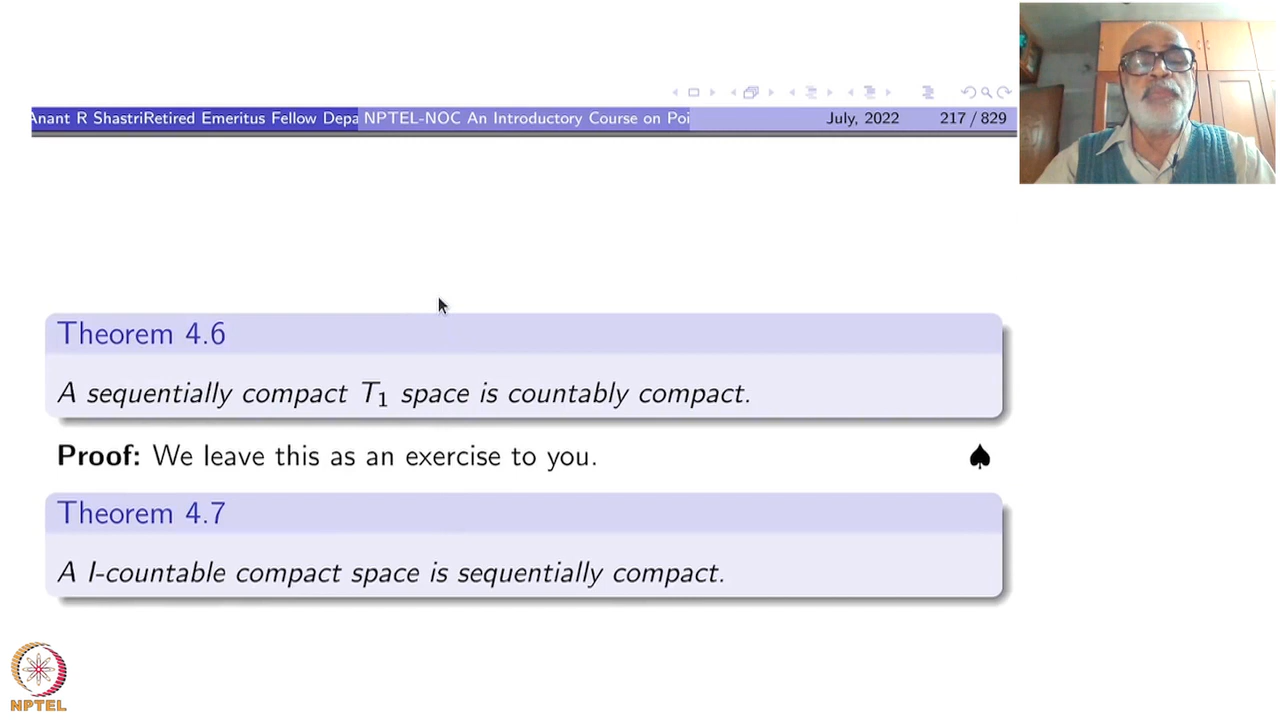 Anant R ShastriRetired Emeritus Fellow Depa NPTEL-NOC An Introductory Course on Poi July, 2022 217 / 829
Theorem 4.6
A sequentially compact T₁ space is countably compact.
Proof: We leave this as an exercise to you. ♠
Theorem 4.7
A I-countable compact space is sequentially compact.
NPTEL